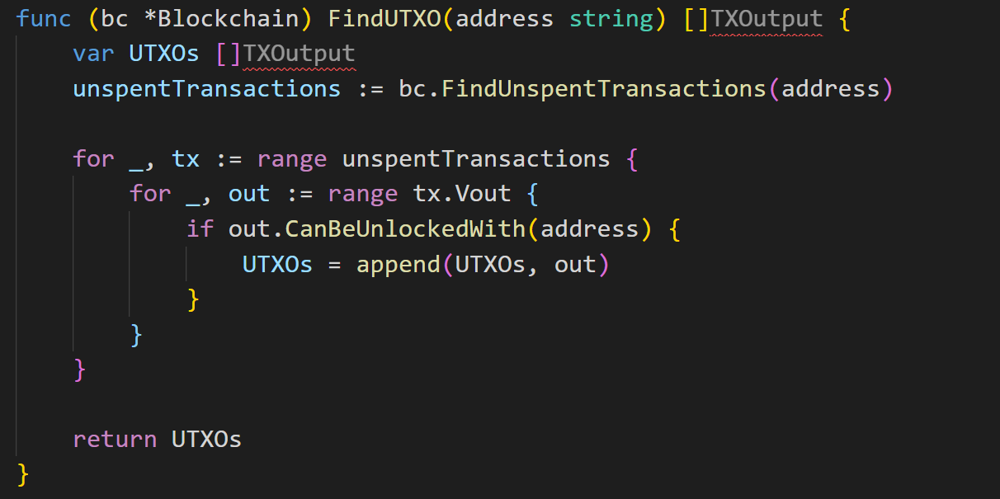 func (bc *Blockchain) FindUTXO(address string) []TXOutput {
    var UTXOs []TXOutput
    unspentTransactions := bc.FindUnspentTransactions(address)

    for _, tx := range unspentTransactions {
        for _, out := range tx.Vout {
            if out.CanBeUnlockedWith(address) {
                UTXOs = append(UTXOs, out)
            }
        }
    }

    return UTXOs
}